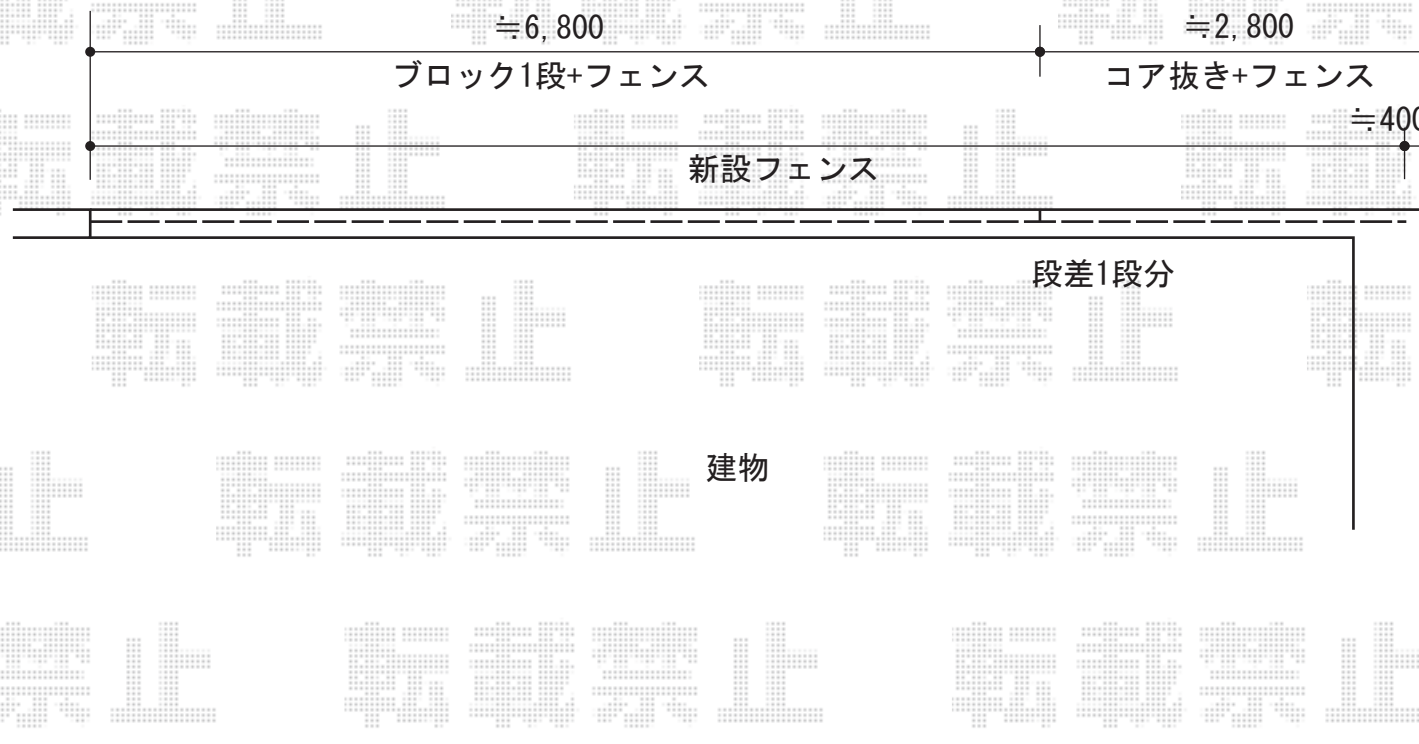 ≒6,800
≒2,800
ブロック1段+フェンス
コア抜き+フェンス
≒400
新設フェンス
段差1段分
建物
転載禁止